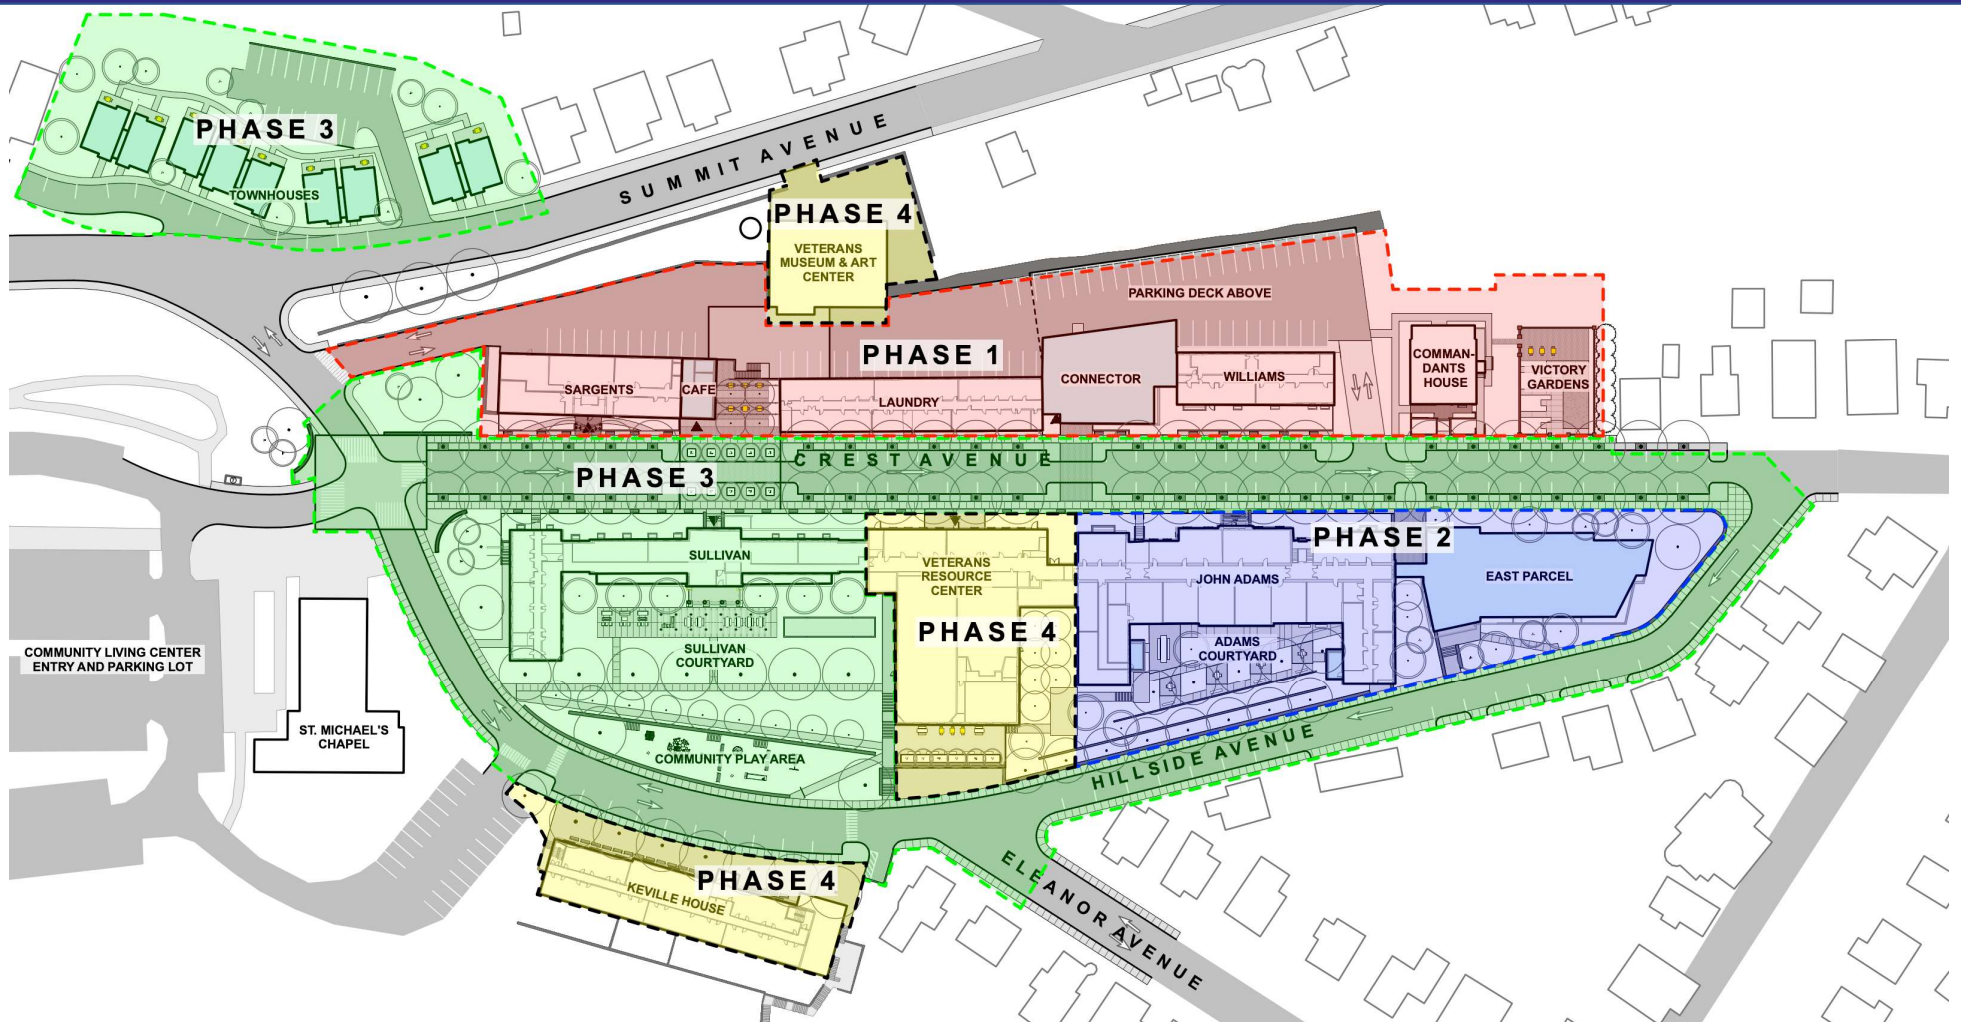 PHASE 3
TOWNHOUSES
SUMMIT AVENUE
PHASE 4
VETERANS
MUSEUM & ART
CENTER
PARKING DECK ABOVE
PHASE 1
SARGENTS
CAFE
LAUNDRY
CONNECTOR
WILLIAMS
COMMAN-
DANTS
HOUSE
VICTORY
GARDENS
CREST AVENUE
PHASE 3
SULLIVAN
VETERANS
RESOURCE
CENTER
PHASE 4
PHASE 2
JOHN ADAMS
EAST PARCEL
SULLIVAN
COURTYARD
ADAMS
COURTYARD
COMMUNITY LIVING CENTER
ENTRY AND PARKING LOT
ST. MICHAEL'S
CHAPEL
COMMUNITY PLAY AREA
HILLSIDE AVENUE
PHASE 4
KEVILLE HOUSE
ELEANOR AVENUE